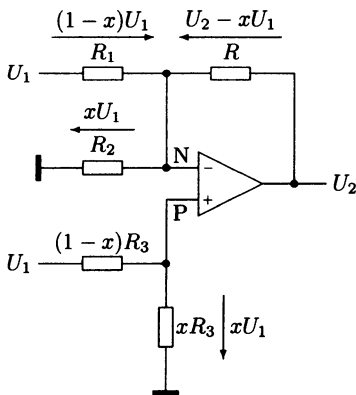 (1−x)U₁ U₂ − xU₁
R₁ R
U₁
xU₁
R₂ N −
U₂
P +
(1−x)R₃
U₁
xR₃ xU₁